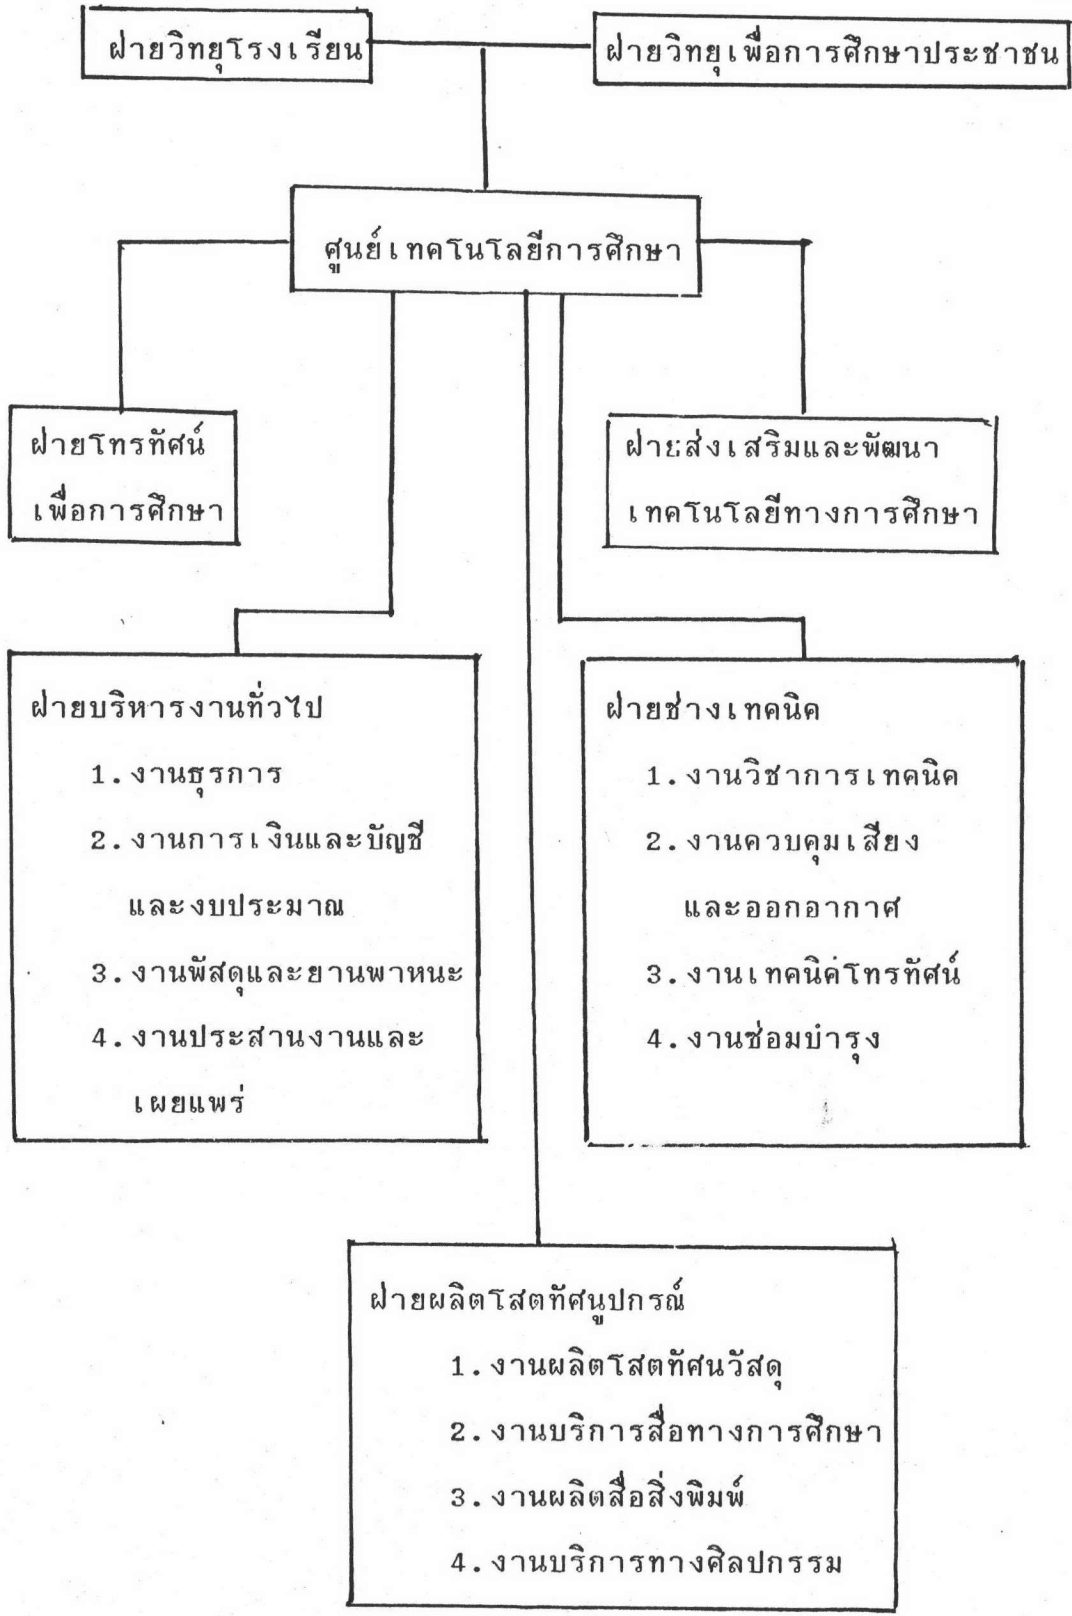 ฝ่ายวิทยุโรงเรียน
ฝ่ายวิทยุเพื่อการศึกษาประชาชน
ศูนย์เทคโนโลยีการศึกษา
ฝ่ายโทรทัศน์
เพื่อการศึกษา
ฝ่ายส่งเสริมและพัฒนา
เทคโนโลยีทางการศึกษา
ฝ่ายบริหารงานทั่วไป
1.งานธุรการ
2.งานการเงินและบัญชี
และงบประมาณ
3.งานพัสดุและยานพาหนะ
4.งานประสานงานและ
เผยแพร่
ฝ่ายช่างเทคนิค
1.งานวิชาการเทคนิค
2.งานควบคุมเสียง
และออกอากาศ
3.งานเทคนิคโทรทัศน์
4.งานซ่อมบำรุง
ฝ่ายผลิตโสตทัศนูปกรณ์
1.งานผลิตโสตทัศนวัสดุ
2.งานบริการสื่อทางการศึกษา
3.งานผลิตสื่อสิ่งพิมพ์
4.งานบริการทางศิลปกรรม